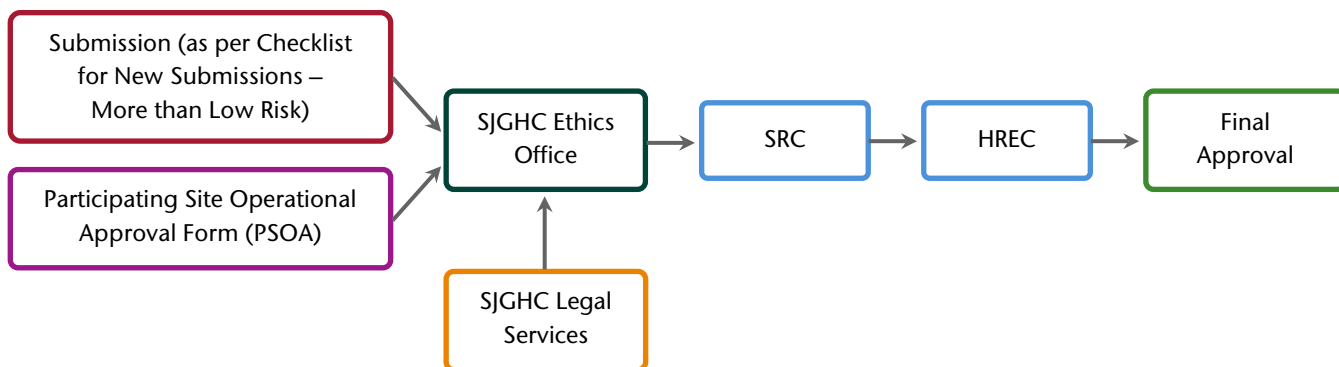 Submission (as per Checklist
for New Submissions –
More than Low Risk)
Participating Site Operational
Approval Form (PSOA)
SJGHC Ethics
Office
SJGHC Legal
Services
SRC
HREC
Final
Approval